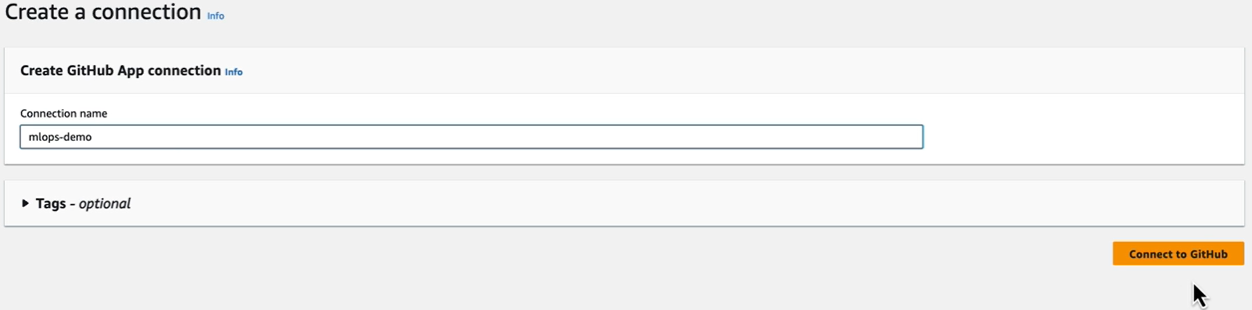 Create a connection Info
Create GitHub App connection Info
Connection name
mlops-demo
Tags - optional
Connect to GitHub